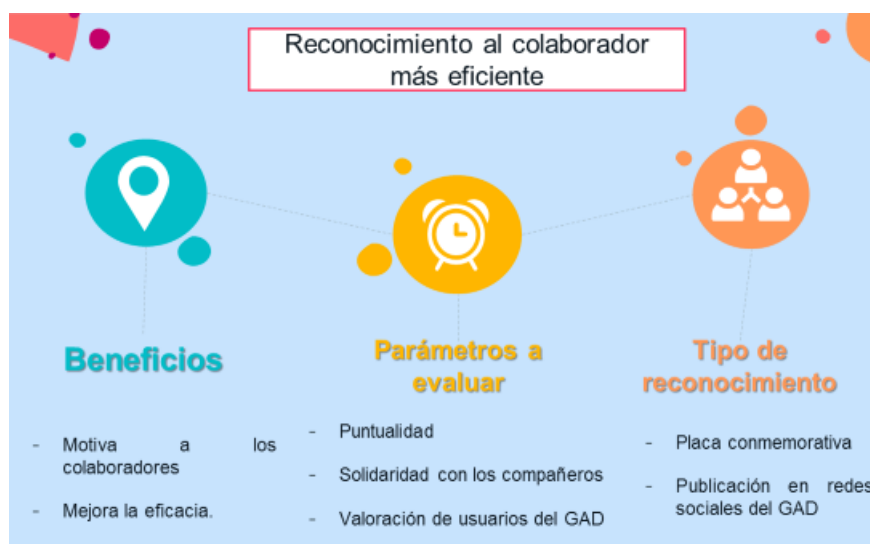 Reconocimiento al colaborador
más eficiente
Beneficios
- Motiva a los
colaboradores
- Mejora la eficacia.
Parámetros a
evaluar
- Puntualidad
- Solidaridad con los compañeros
- Valoración de usuarios del GAD
Tipo de
reconocimiento
- Placa conmemorativa
- Publicación en redes
sociales del GAD